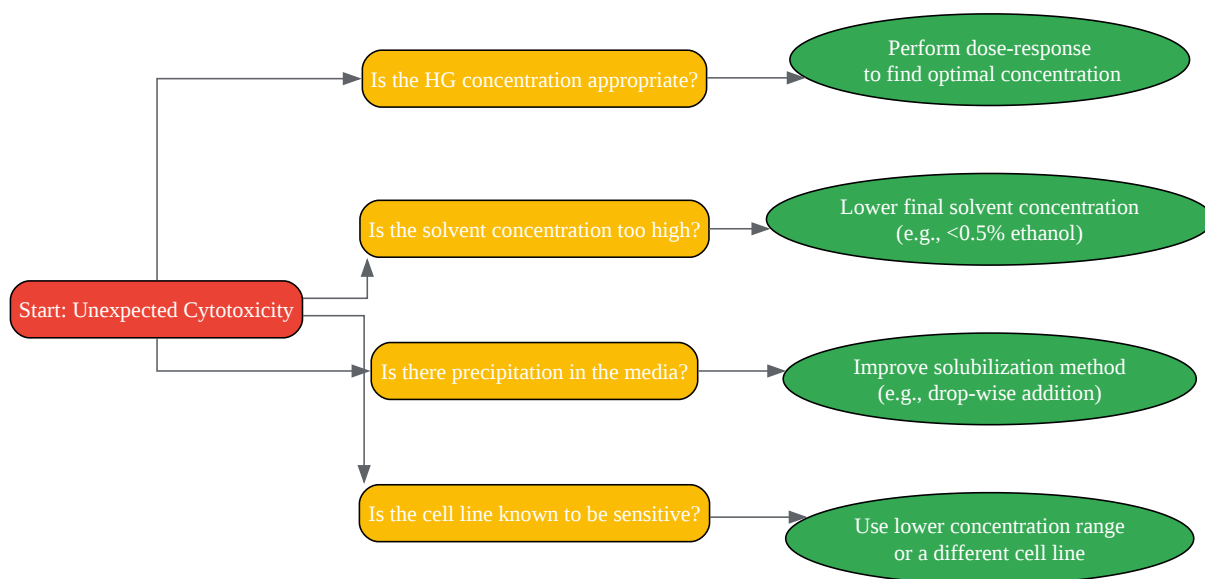 Start: Unexpected Cytotoxicity
Is the HG concentration appropriate?
Perform dose-response
to find optimal concentration
Is the solvent concentration too high?
Lower final solvent concentration
(e.g., <0.5% ethanol)
Is there precipitation in the media?
Improve solubilization method
(e.g., drop-wise addition)
Is the cell line known to be sensitive?
Use lower concentration range
or a different cell line